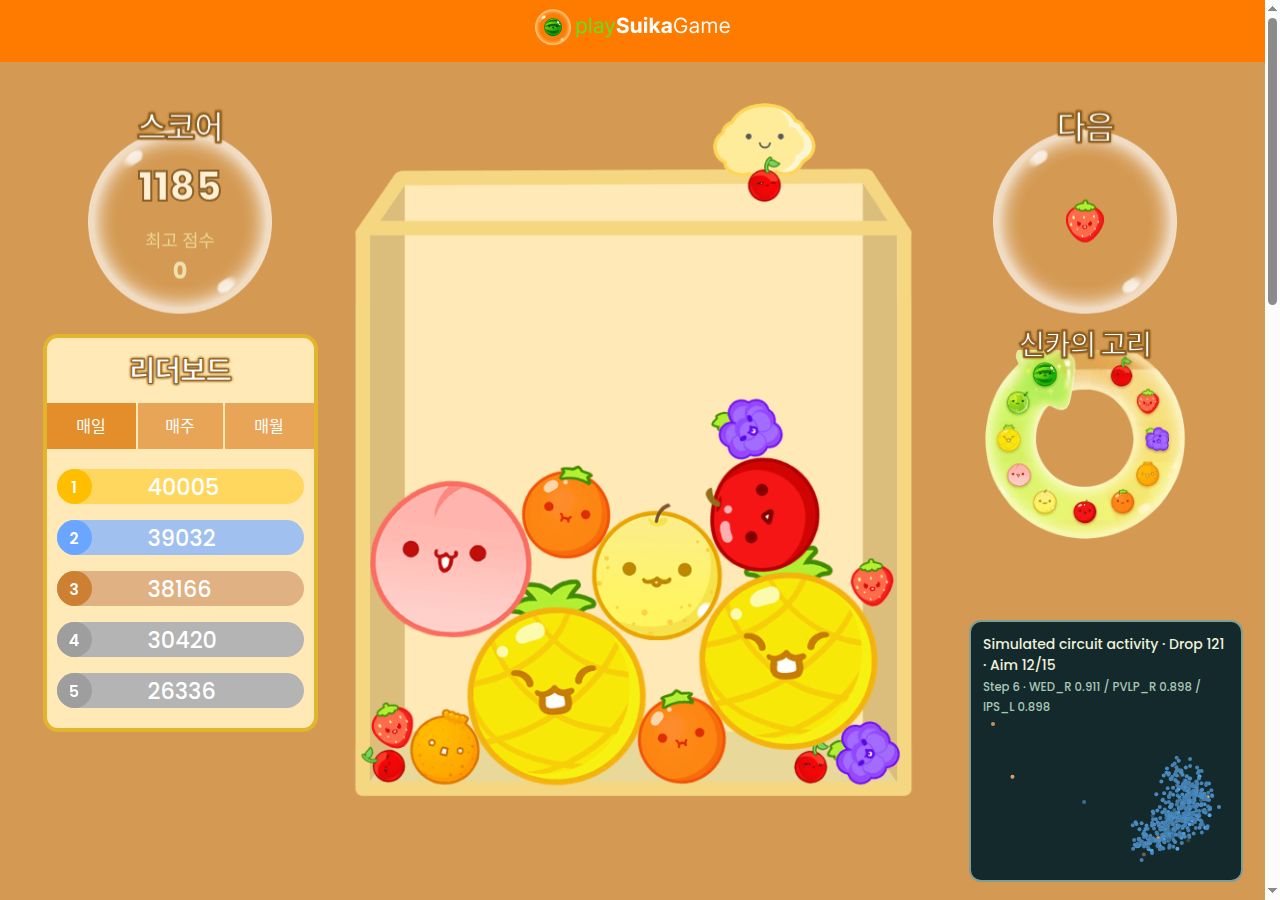 playSuikaGame
스코어
1185
최고 점수
0
다음
리더보드
매일 매주 매월
1 40005
2 39032
3 38166
4 30420
5 26336
신카의 고리
Simulated circuit activity · Drop 121
· Aim 12/15
Step 6 · WED_R 0.911 / PVLP_R 0.898 /
IPS_L 0.898